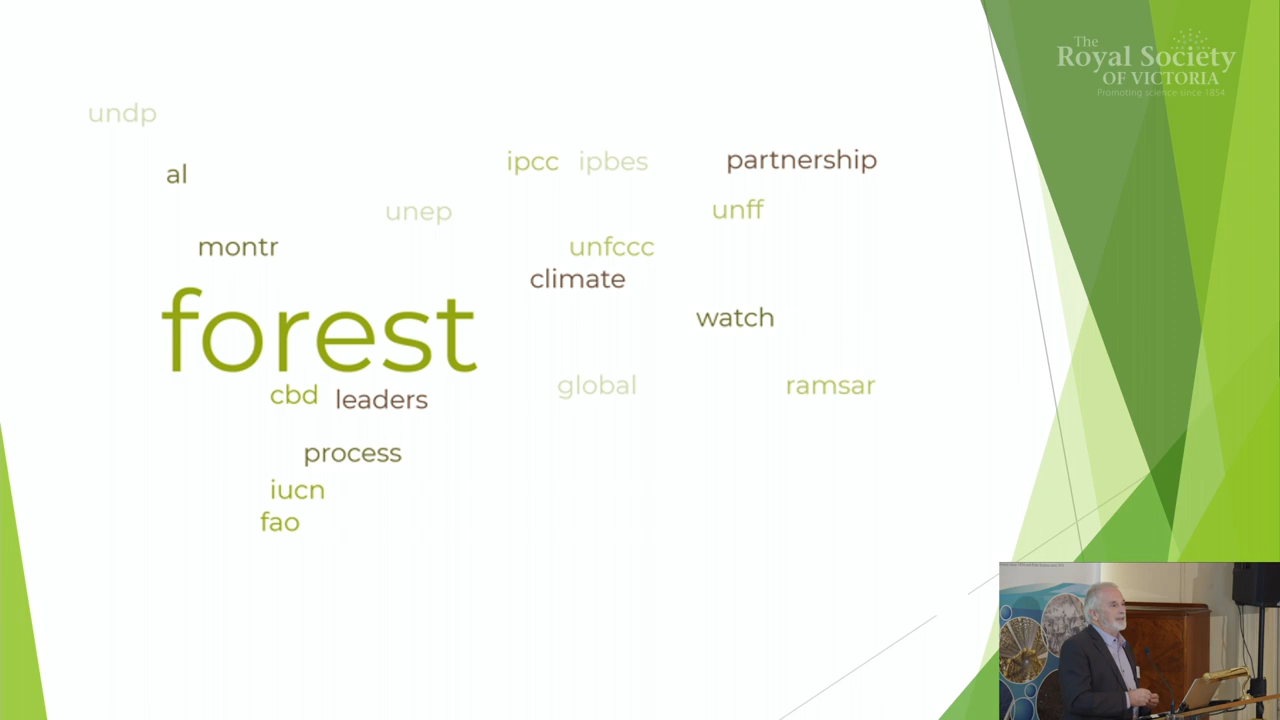 The
Royal Society
OF VICTORIA
Promoting science since 1854
undp
al
ipcc ipbes partnership
unep unff
montr unfccc
climate
forest watch
cbd leaders global ramsar
process
iucn
fao